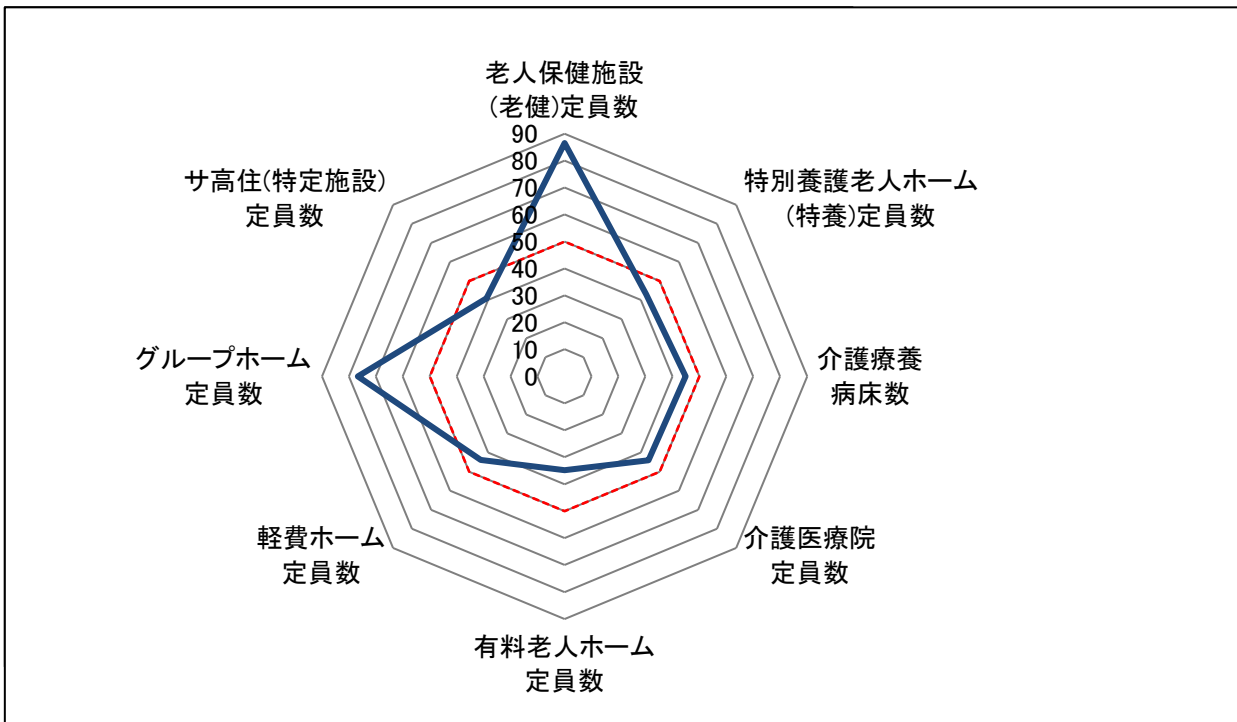 老人保健施設
(老健)定員数
特別養護老人ホーム
(特養)定員数
介護療養
病床数
介護医療院
定員数
有料老人ホーム
定員数
軽費ホーム
定員数
グループホーム
定員数
サ高住(特定施設)
定員数
90
80
70
60
50
40
30
20
10
0